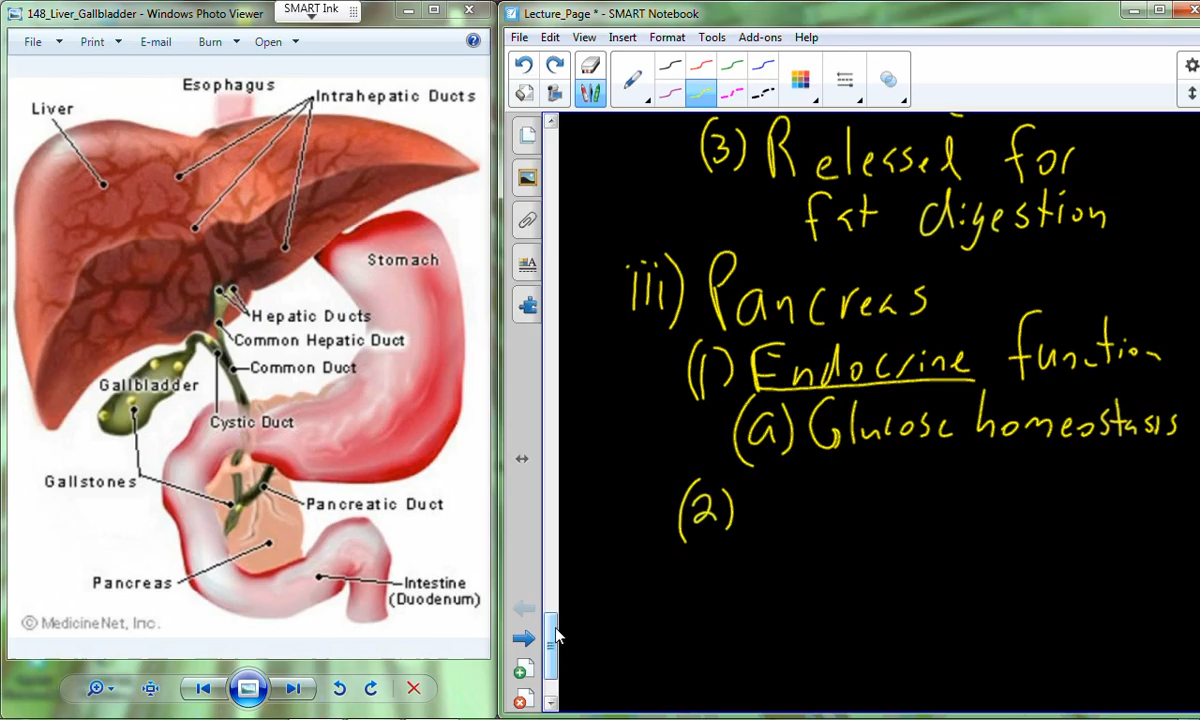 148_Liver_Gallbladder - Windows Photo Viewer
SMART Ink
File Print E-mail Burn Open
Esophagus
Liver
Intrahepatic Ducts
Stomach
Hepatic Ducts
Common Hepatic Duct
Common Duct
Gallbladder
Cystic Duct
Gallstones
Pancreatic Duct
Pancreas
Intestine
(Duodenum)
© MedicineNet, Inc.
Lecture_Page * - SMART Notebook
File Edit View Insert Format Tools Add-ons Help
(3) Released for
fat digestion
iii) Pancreas
(1) Endocrine function
(a) Glucose homeostasis
(2)